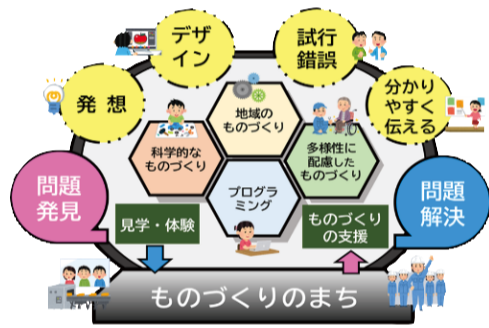 デザ
イン
試行
錯誤
発想
分かり
やすく
伝える
地域の
ものづくり
科学的な
ものづくり
多様性に
配慮した
ものづくり
プログラ
ミング
問題
発見
問題
解決
見学・体験
ものづくり
の支援
ものづくりのまち